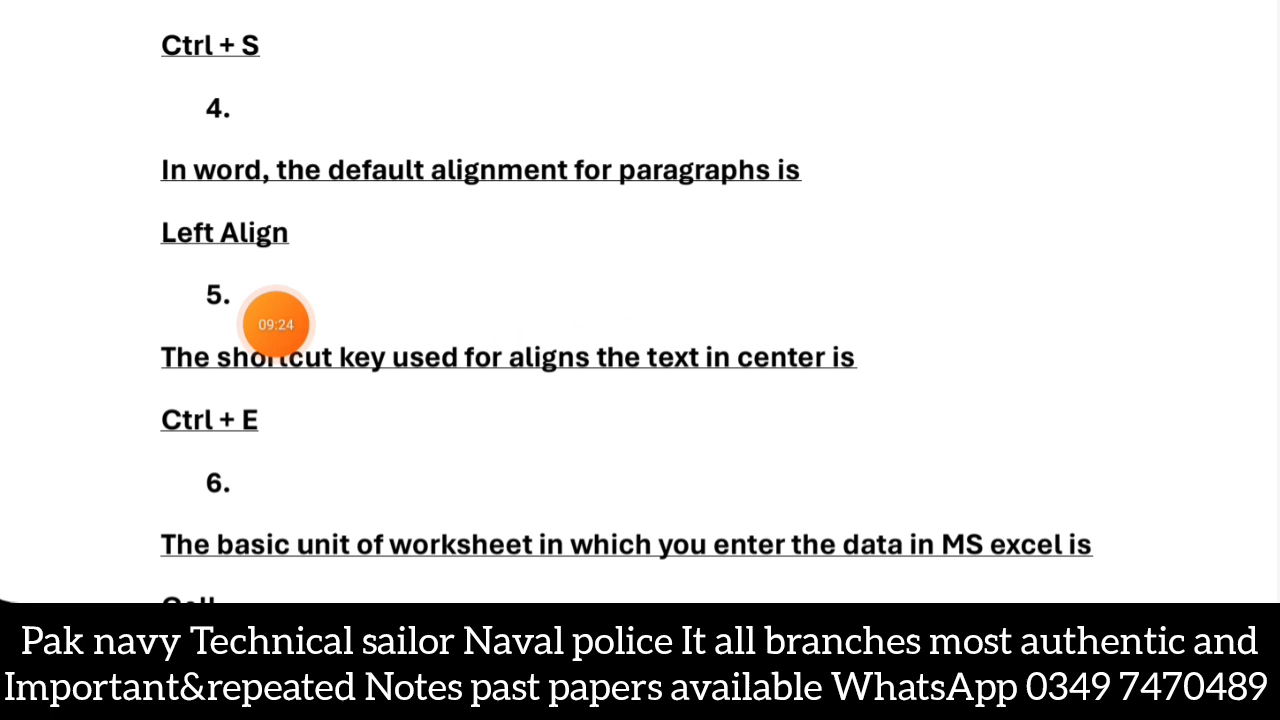 Ctrl + S
4.
In word, the default alignment for paragraphs is
Left Align
5.
09:24
The shortcut key used for aligns the text in center is
Ctrl + E
6.
The basic unit of worksheet in which you enter the data in MS excel is
Cell
Pak navy Technical sailor Naval police It all branches most authentic and
Important&repeated Notes past papers available WhatsApp 0349 7470489